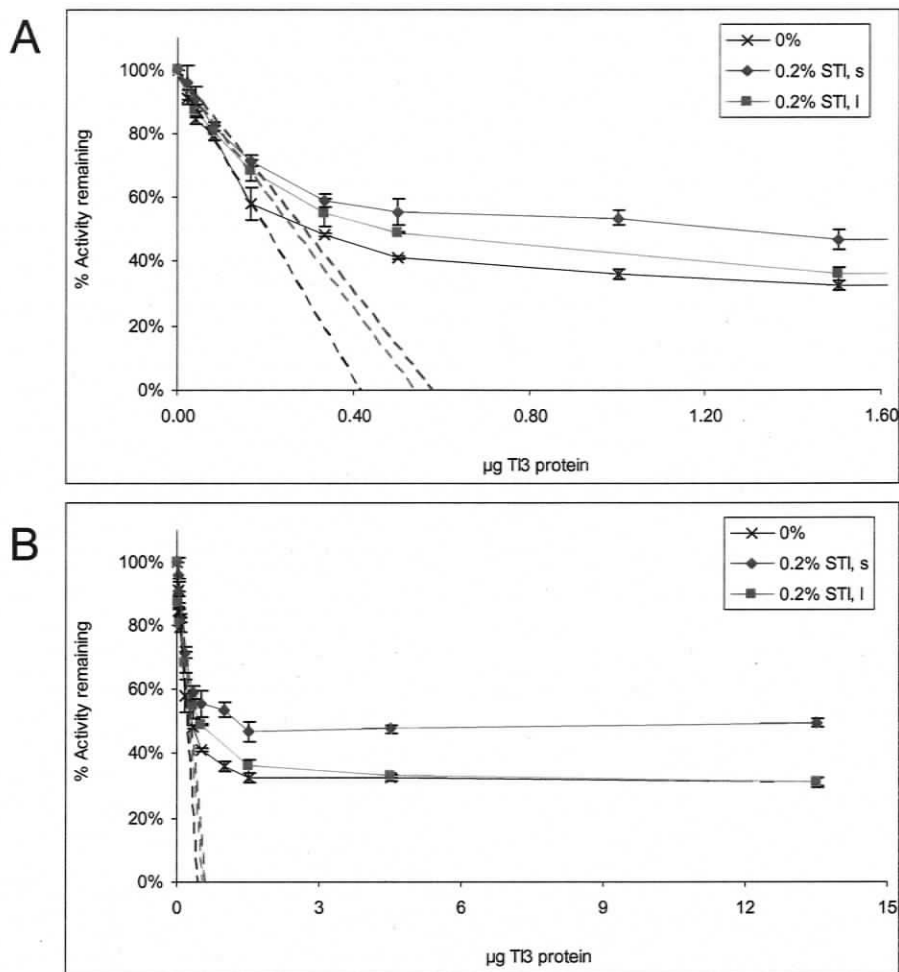 A
0%
0.2% STI, s
0.2% STI, l
100%
80%
60%
40%
20%
0%
% Activity remaining
0.00
0.40
0.80
1.20
1.60
µg TI3 protein
B
0%
0.2% STI, s
0.2% STI, l
100%
80%
60%
40%
20%
0%
% Activity remaining
0
3
6
9
12
15
µg TI3 protein